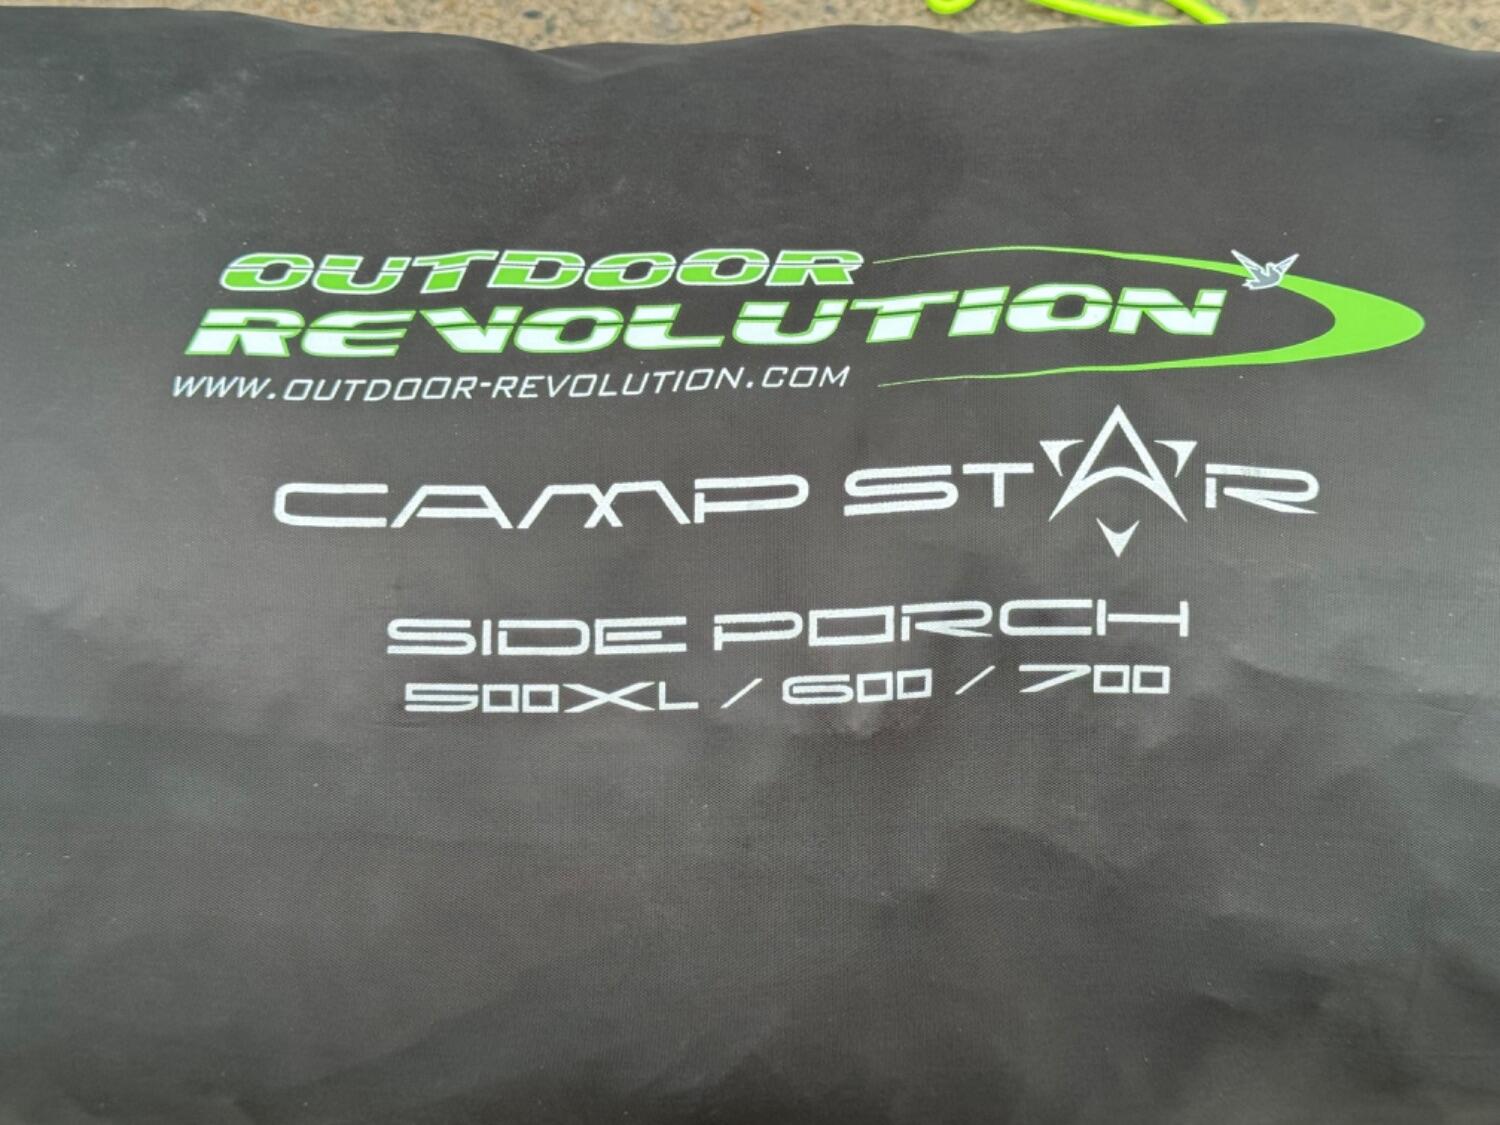 OUTDOOR
REVOLUTION
WWW.OUTDOOR-REVOLUTION.COM
CAMP STAR
SIDE PORCH
500XL / 600 / 700